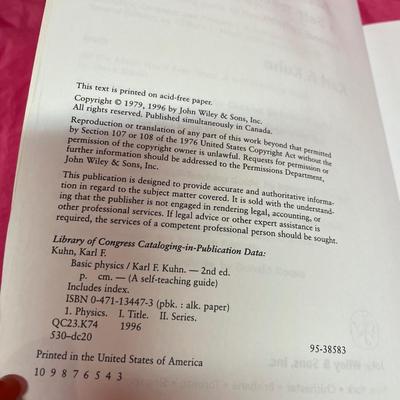 This text is printed on acid-free paper.
Copyright © 1979, 1996 by John Wiley & Sons, Inc.
All rights reserved. Published simultaneously in Canada.
Reproduction or translation of any part of this work beyond that permitted
by Section 107 or 108 of the 1976 United States Copyright Act without the
permission of the copyright owner is unlawful. Requests for permission or
further information should be addressed to the Permissions Department,
John Wiley & Sons, Inc.
This publication is designed to provide accurate and authoritative informa-
tion in regard to the subject matter covered. It is sold with the understand-
ing that the publisher is not engaged in rendering legal, accounting, or
other professional services. If legal advice or other expert assistance is
required, the services of a competent professional person should be sought.
Library of Congress Cataloging-in-Publication Data:
Kuhn, Karl F.
Basic physics / Karl F. Kuhn. — 2nd ed.
p. cm. — (A self-teaching guide)
Includes index.
ISBN 0-471-13447-3 (pbk. : alk. paper)
1. Physics. I. Title. II. Series.
QC23.K74 1996
530–dc20
95-38583
Printed in the United States of America
10 9 8 7 6 5 4 3